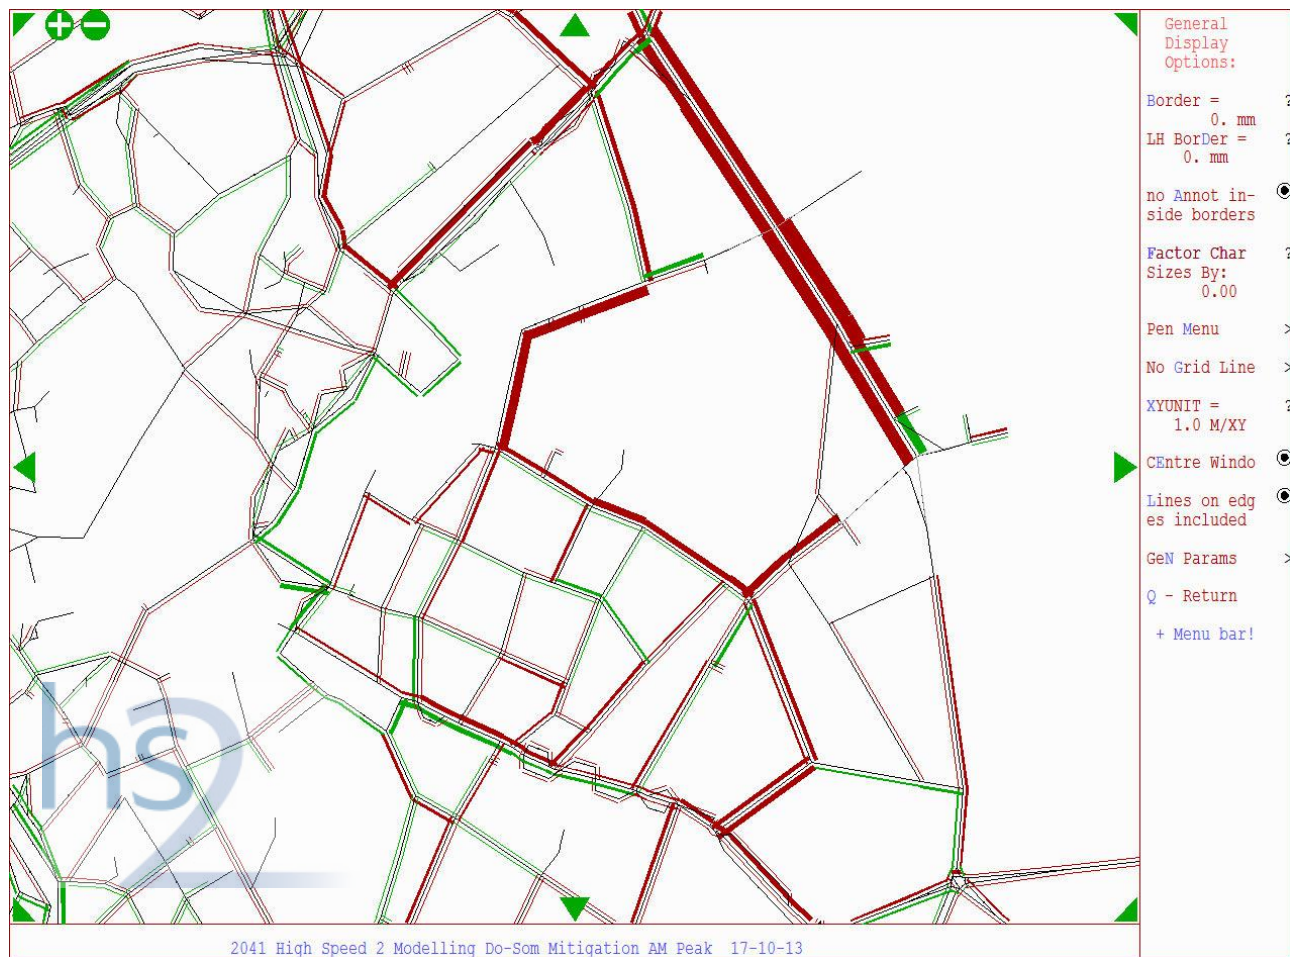 General
Display
Options:
Border = ?
0. mm
LH BorDer = ?
0. mm
no Annot in-
side borders
Factor Char ?
Sizes By:
0.00
Pen Menu >
No Grid Line >
XYUNIT = ?
1.0 M/XY
CEntre Windo
Lines on edg
es included
GeN Params >
Q - Return
+ Menu bar!
hs2
2041 High Speed 2 Modelling Do-Som Mitigation AM Peak 17-10-13